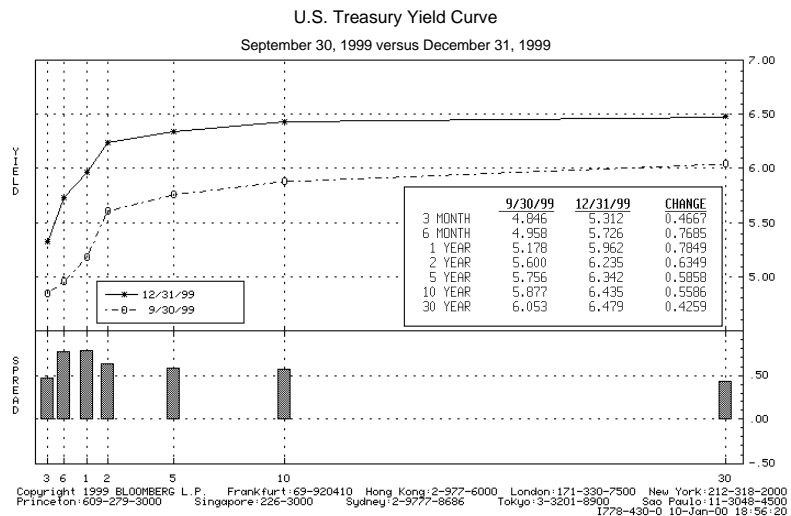 U.S. Treasury Yield Curve
September 30, 1999 versus December 31, 1999
7.00
6.50
6.00
5.50
5.00
YIELD
9/30/99 12/31/99 CHANGE
3 MONTH 4.846 5.312 0.4667
6 MONTH 4.958 5.726 0.7685
1 YEAR 5.178 5.962 0.7849
2 YEAR 5.600 6.235 0.6349
5 YEAR 5.756 6.342 0.5858
10 YEAR 5.877 6.435 0.5586
30 YEAR 6.053 6.479 0.4259
12/31/99
9/30/99
SPREAD
.50
.00
-.50
3 6 1 2 5 10 30
Copyright 1999 BLOOMBERG L.P. Frankfurt:69-920410 Hong Kong:2-977-6000 London:171-330-7500 New York:212-318-2000
Princeton:609-279-3000 Singapore:226-3000 Sydney:2-9777-8686 Tokyo:3-3201-8900 Sao Paulo:11-3048-4500
I778-430-0 10-Jan-00 18:56:20